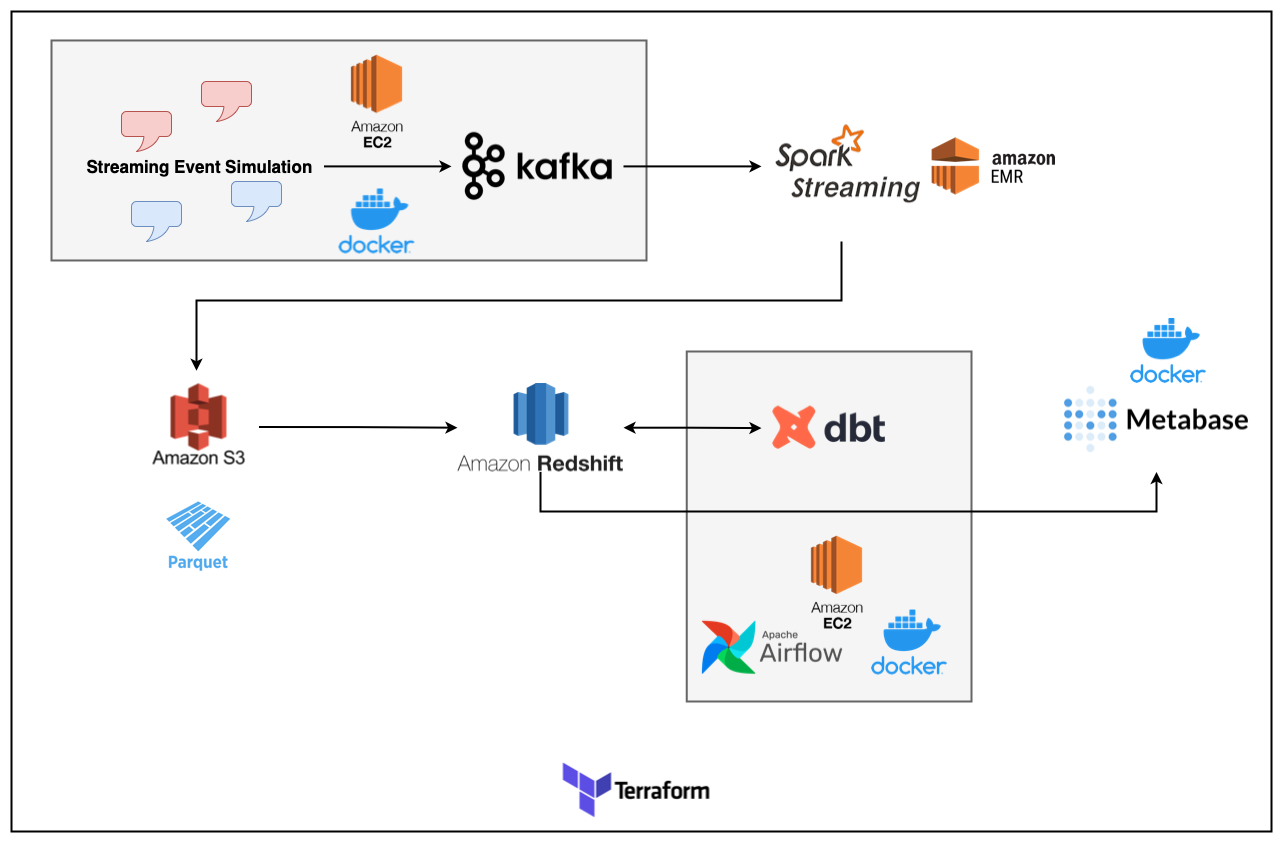 Amazon
EC2
Streaming Event Simulation
kafka
docker
Spark
Streaming
amazon
EMR
Amazon S3
Parquet
Amazon Redshift
dbt
docker
Metabase
Amazon
EC2
Apache
Airflow
docker
Terraform